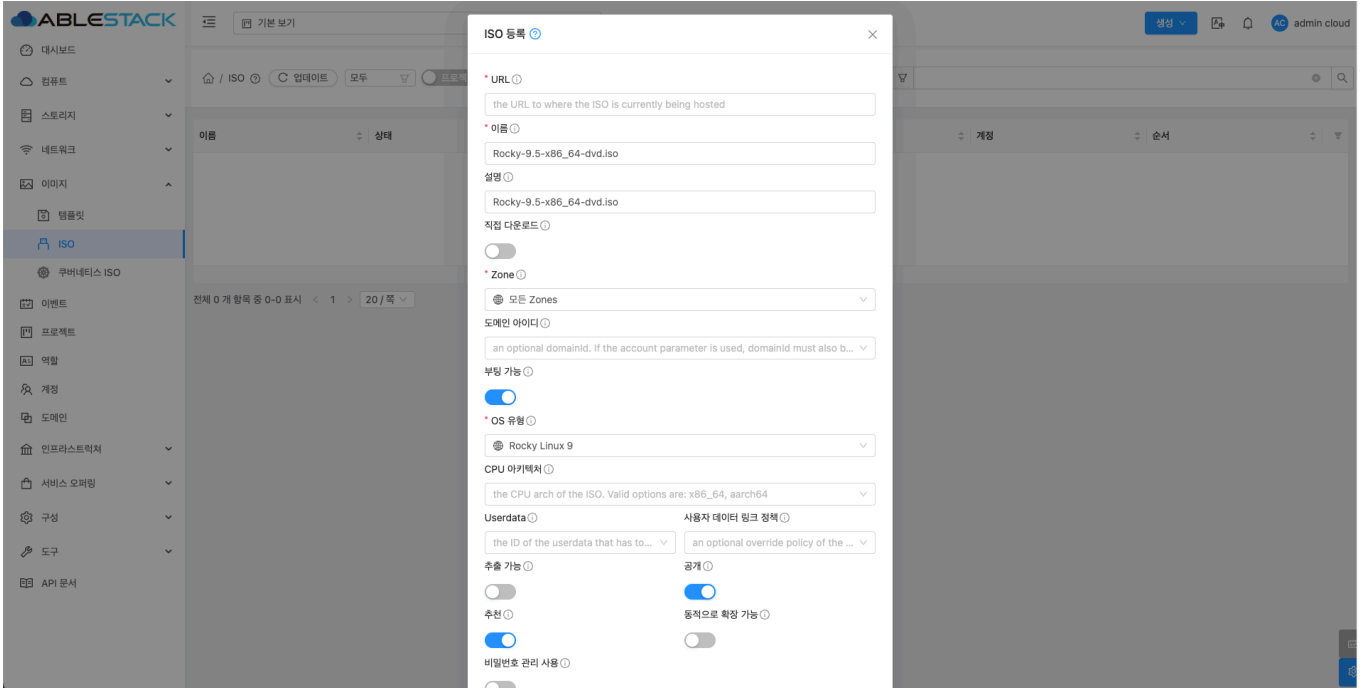 ABLESTACK
기본 보기
생성
AC admin cloud
대시보드
컴퓨트
스토리지
네트워크
이미지
템플릿
ISO
쿠버네티스 ISO
이벤트
프로젝트
역할
계정
도메인
인프라스트럭쳐
서비스 오퍼링
구성
도구
API 문서
/ ISO 업데이트 모두
이름 상태 계정 순서
전체 0 개 항목 중 0-0 표시 < 1 > 20 / 쪽
ISO 등록
* URL
the URL to where the ISO is currently being hosted
* 이름
Rocky-9.5-x86_64-dvd.iso
설명
Rocky-9.5-x86_64-dvd.iso
직접 다운로드
* Zone
모든 Zones
도메인 아이디
an optional domainId. If the account parameter is used, domainId must also b...
부팅 가능
* OS 유형
Rocky Linux 9
CPU 아키텍처
the CPU arch of the ISO. Valid options are: x86_64, aarch64
Userdata 사용자 데이터 링크 정책
the ID of the userdata that has to... an optional override policy of the ...
추출 가능 공개
추천 동적으로 확장 가능
비밀번호 관리 사용